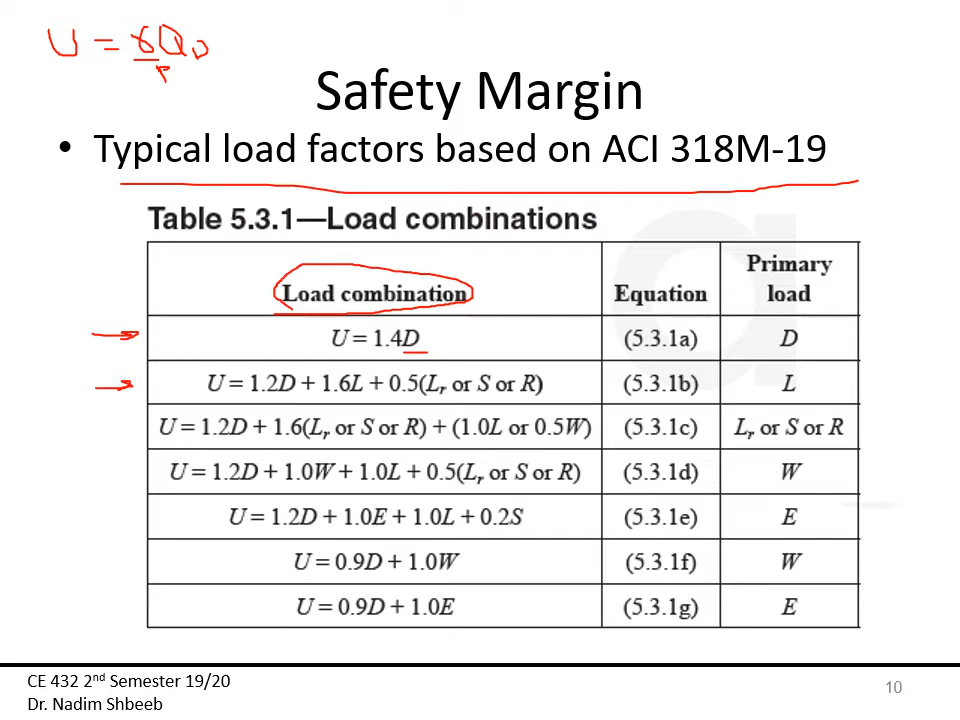 U = γQD
Safety Margin
• Typical load factors based on ACI 318M-19
Table 5.3.1—Load combinations
Load combination Equation Primary load
U = 1.4D (5.3.1a) D
U = 1.2D + 1.6L + 0.5(Lr or S or R) (5.3.1b) L
U = 1.2D + 1.6(Lr or S or R) + (1.0L or 0.5W) (5.3.1c) Lr or S or R
U = 1.2D + 1.0W + 1.0L + 0.5(Lr or S or R) (5.3.1d) W
U = 1.2D + 1.0E + 1.0L + 0.2S (5.3.1e) E
U = 0.9D + 1.0W (5.3.1f) W
U = 0.9D + 1.0E (5.3.1g) E
CE 432 2nd Semester 19/20
Dr. Nadim Shbeeb
10